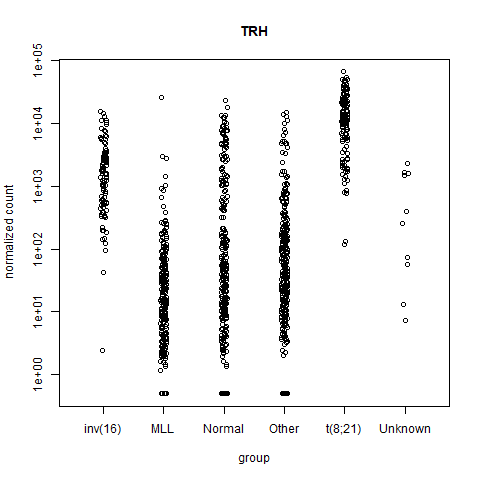 TRH
normalized count
1e+05
1e+04
1e+03
1e+02
1e+01
1e+00
inv(16) MLL Normal Other t(8;21) Unknown
group